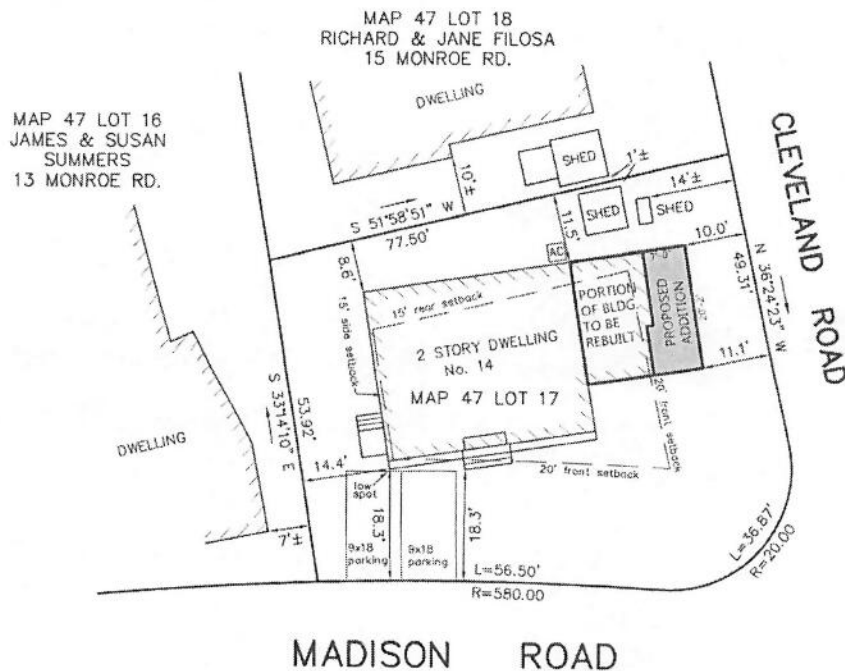 MAP 47 LOT 18
RICHARD & JANE FILOSA
15 MONROE RD.
DWELLING
MAP 47 LOT 16
JAMES & SUSAN
SUMMERS
13 MONROE RD.
SHED
1'±
10'±
14'±
S 51°58'51" W
77.50'
11.5'
SHED
SHED
CLEVELAND ROAD
10.0'
N 36°24'23" W
49.31'
8.6'
AC
15' rear setback
15' side setback
PORTION
OF BLDG.
TO BE
REBUILT
PROPOSED
ADDITION
2 STORY DWELLING
No. 14
MAP 47 LOT 17
11.1'
20' front setback
S 33°14'10" E
53.92'
DWELLING
14.4'
20' front setback
low
spot
18.3'
18.3'
7'±
9x18
parking
9x18
parking
L=56.50'
R=580.00
L=36.67'
R=20.00
MADISON ROAD